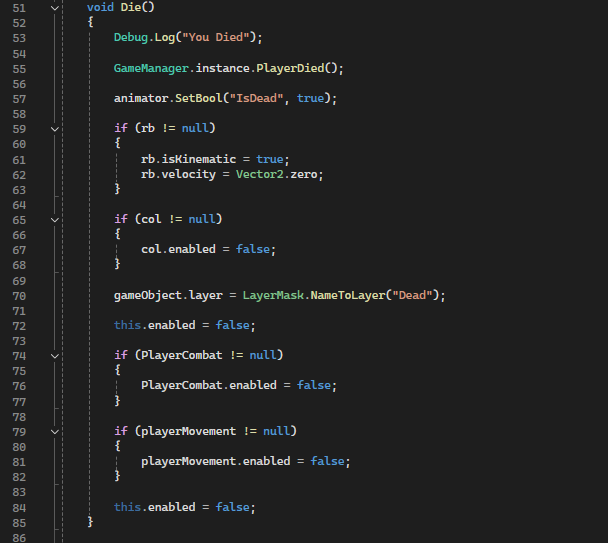 51 void Die()
52 {
53 Debug.Log("You Died");
54
55 GameManager.instance.PlayerDied();
56
57 animator.SetBool("IsDead", true);
58
59 if (rb != null)
60 {
61 rb.isKinematic = true;
62 rb.velocity = Vector2.zero;
63 }
64
65 if (col != null)
66 {
67 col.enabled = false;
68 }
69
70 gameObject.layer = LayerMask.NameToLayer("Dead");
71
72 this.enabled = false;
73
74 if (PlayerCombat != null)
75 {
76 PlayerCombat.enabled = false;
77 }
78
79 if (playerMovement != null)
80 {
81 playerMovement.enabled = false;
82 }
83
84 this.enabled = false;
85 }
86